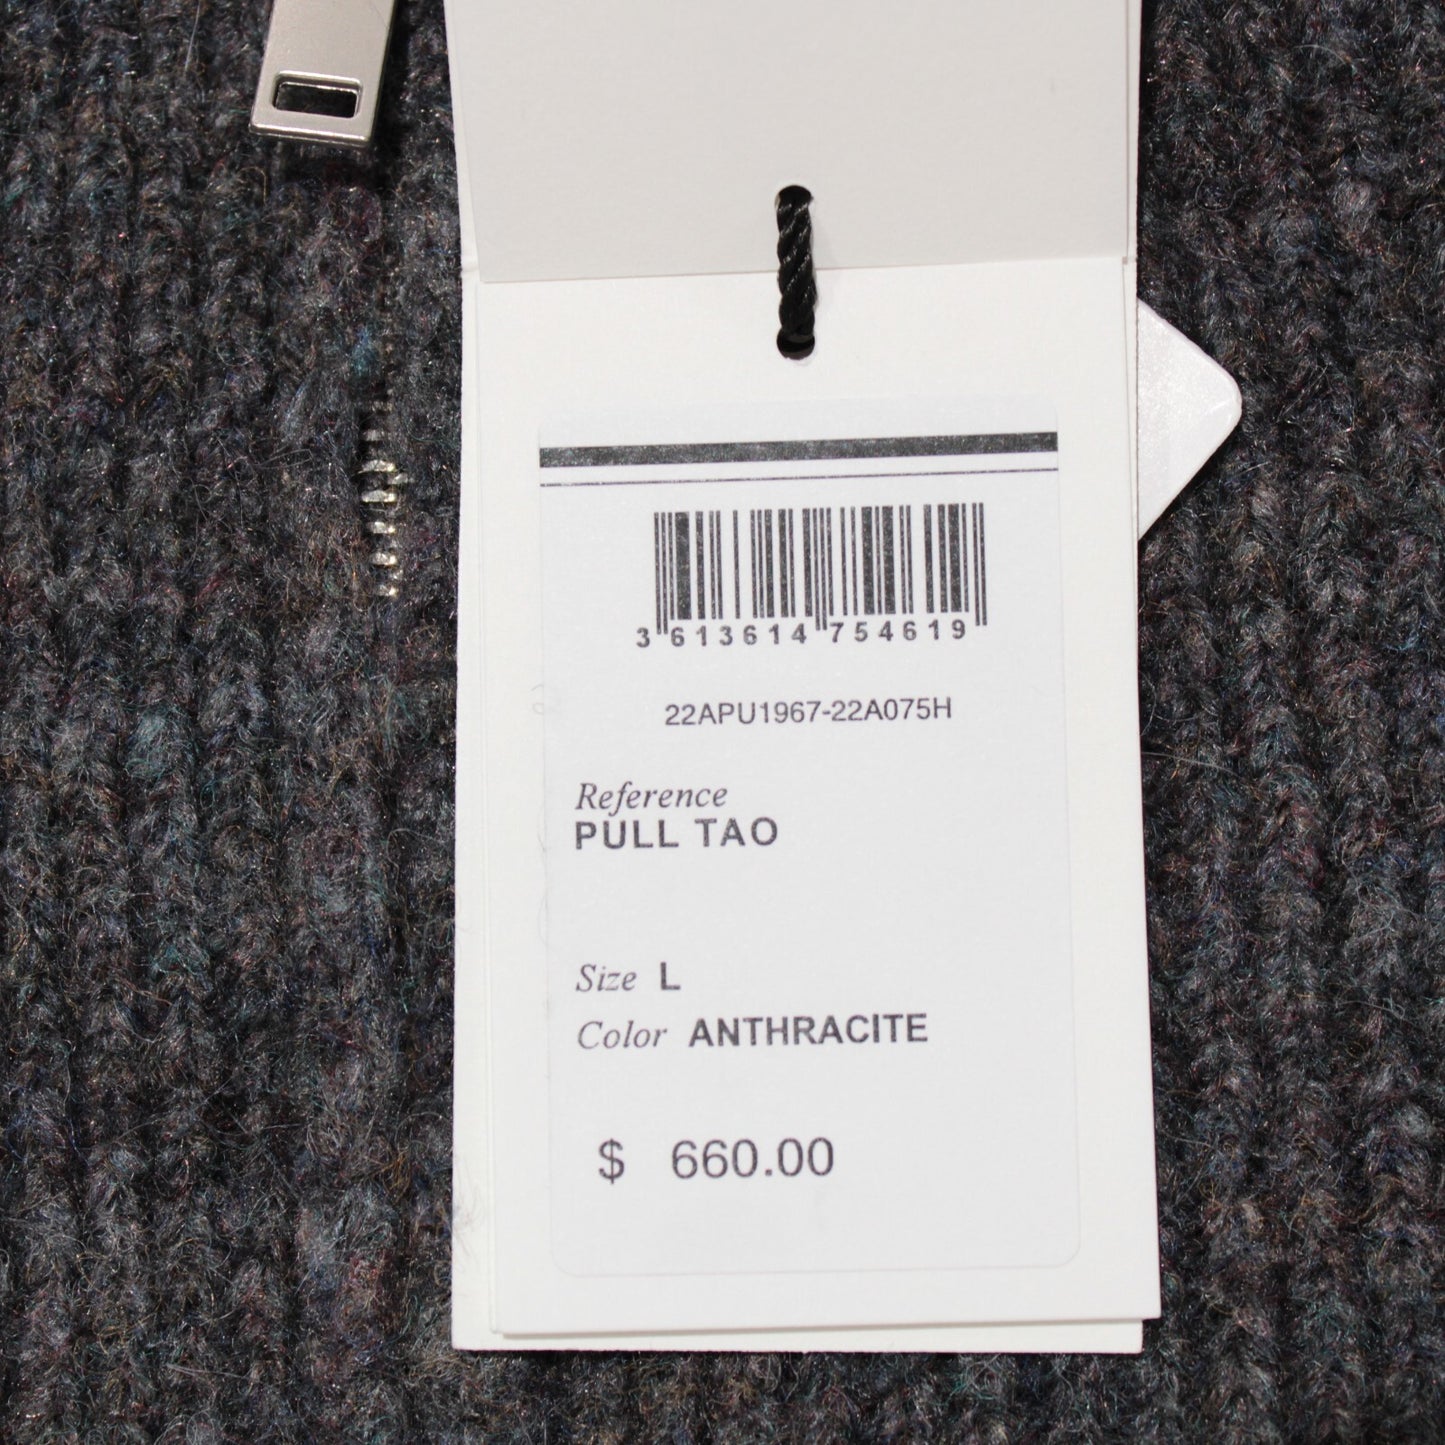 3 613614 754619
22APU1967-22A075H
Reference
PULL TAO
Size L
Color ANTHRACITE
$ 660.00